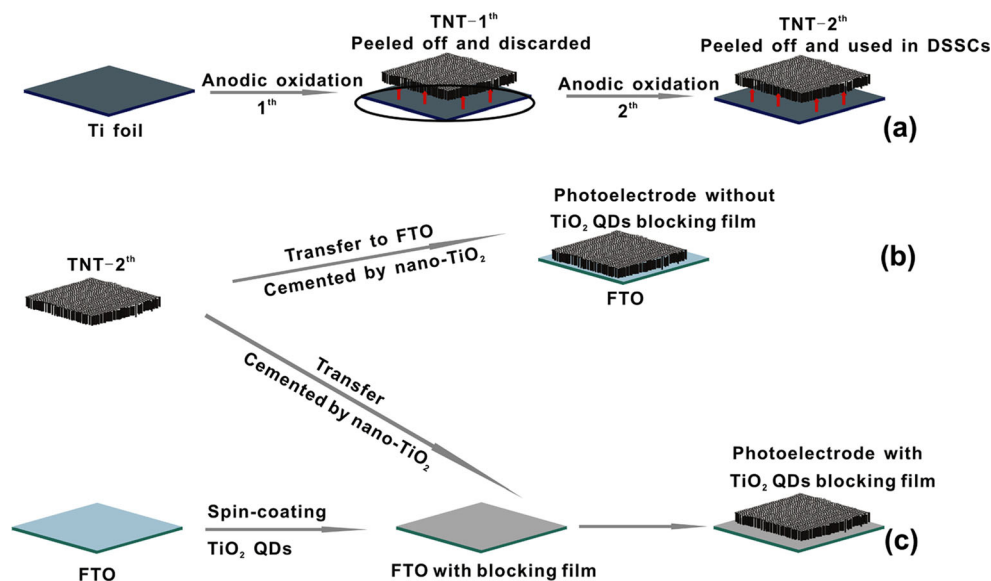 TNT-1th
Peeled off and discarded
TNT-2th
Peeled off and used in DSSCs
Anodic oxidation
1th
Anodic oxidation
2th
Ti foil
(a)
Photoelectrode without
TiO2 QDs blocking film
Transfer to FTO
Cemented by nano-TiO2
TNT-2th
FTO
(b)
Transfer
Cemented by nano-TiO2
Photoelectrode with
TiO2 QDs blocking film
Spin-coating
TiO2 QDs
FTO
FTO with blocking film
(c)